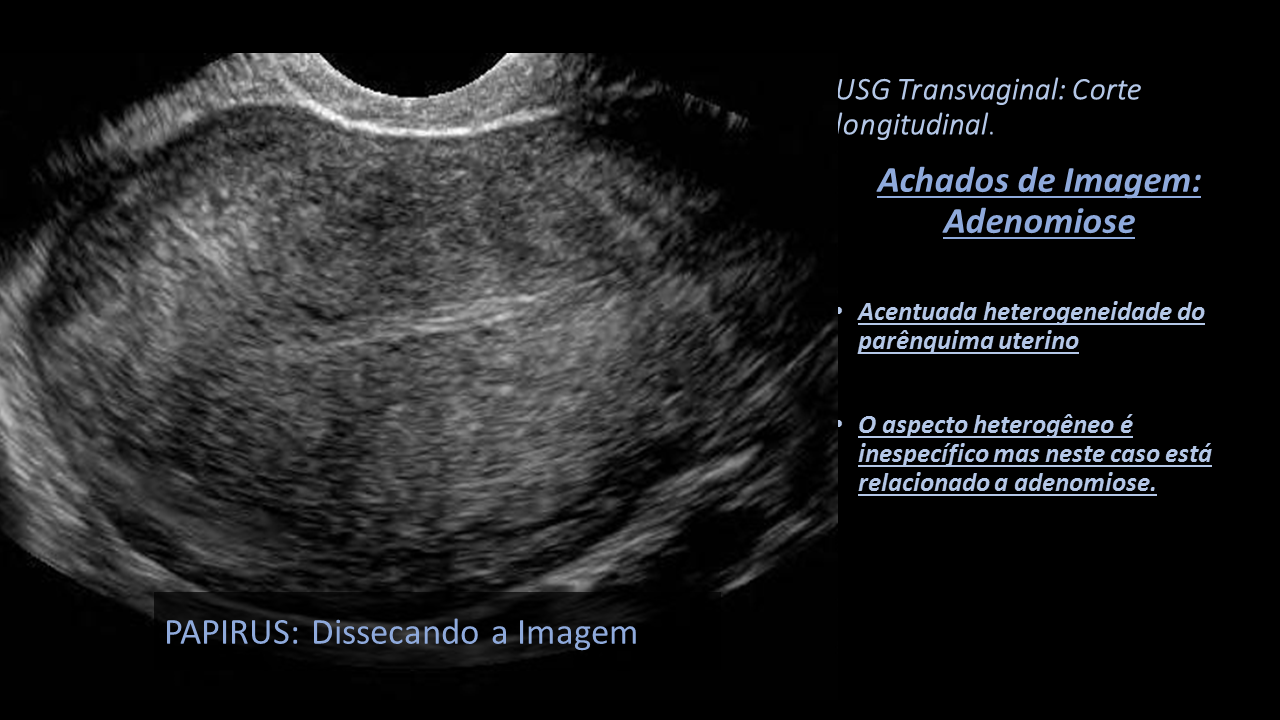 USG Transvaginal: Corte
longitudinal.
Achados de Imagem:
Adenomiose
• Acentuada heterogeneidade do
parênquima uterino
• O aspecto heterogêneo é
inespecífico mas neste caso está
relacionado a adenomiose.
PAPIRUS: Dissecando a Imagem